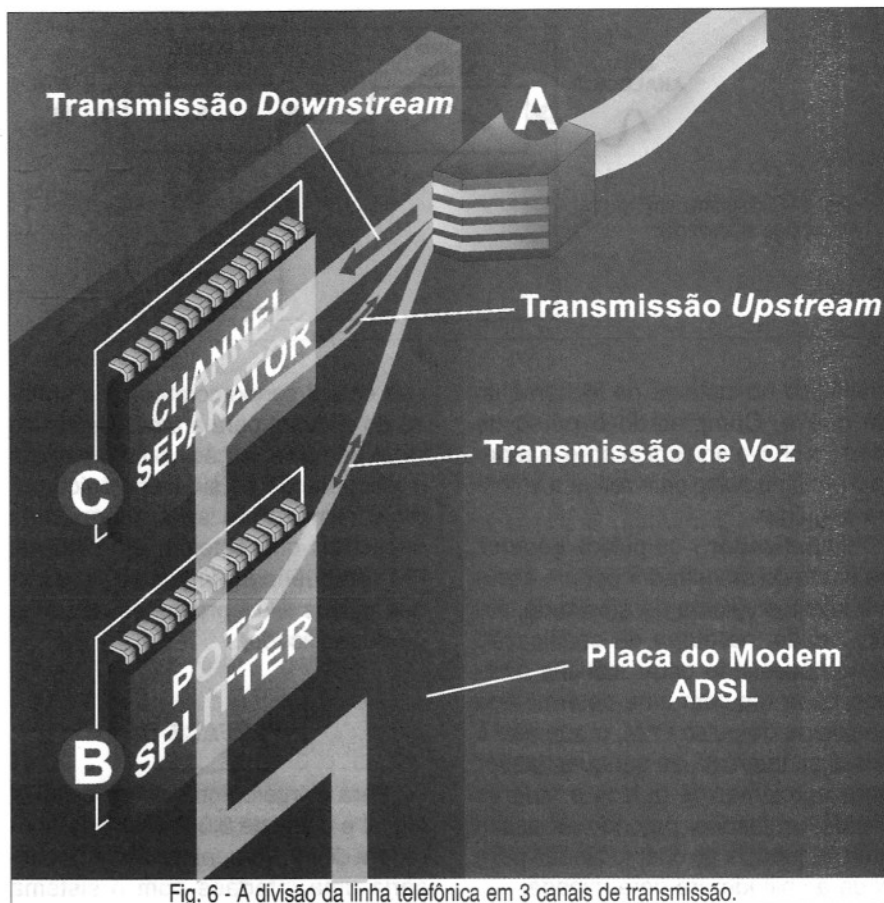 Transmissão Downstream
A
Transmissão Upstream
CHANNEL
SEPARATOR
C
Transmissão de Voz
POTS
SPLITTER
B
Placa do Modem
ADSL
Fig. 6 - A divisão da linha telefônica em 3 canais de transmissão.